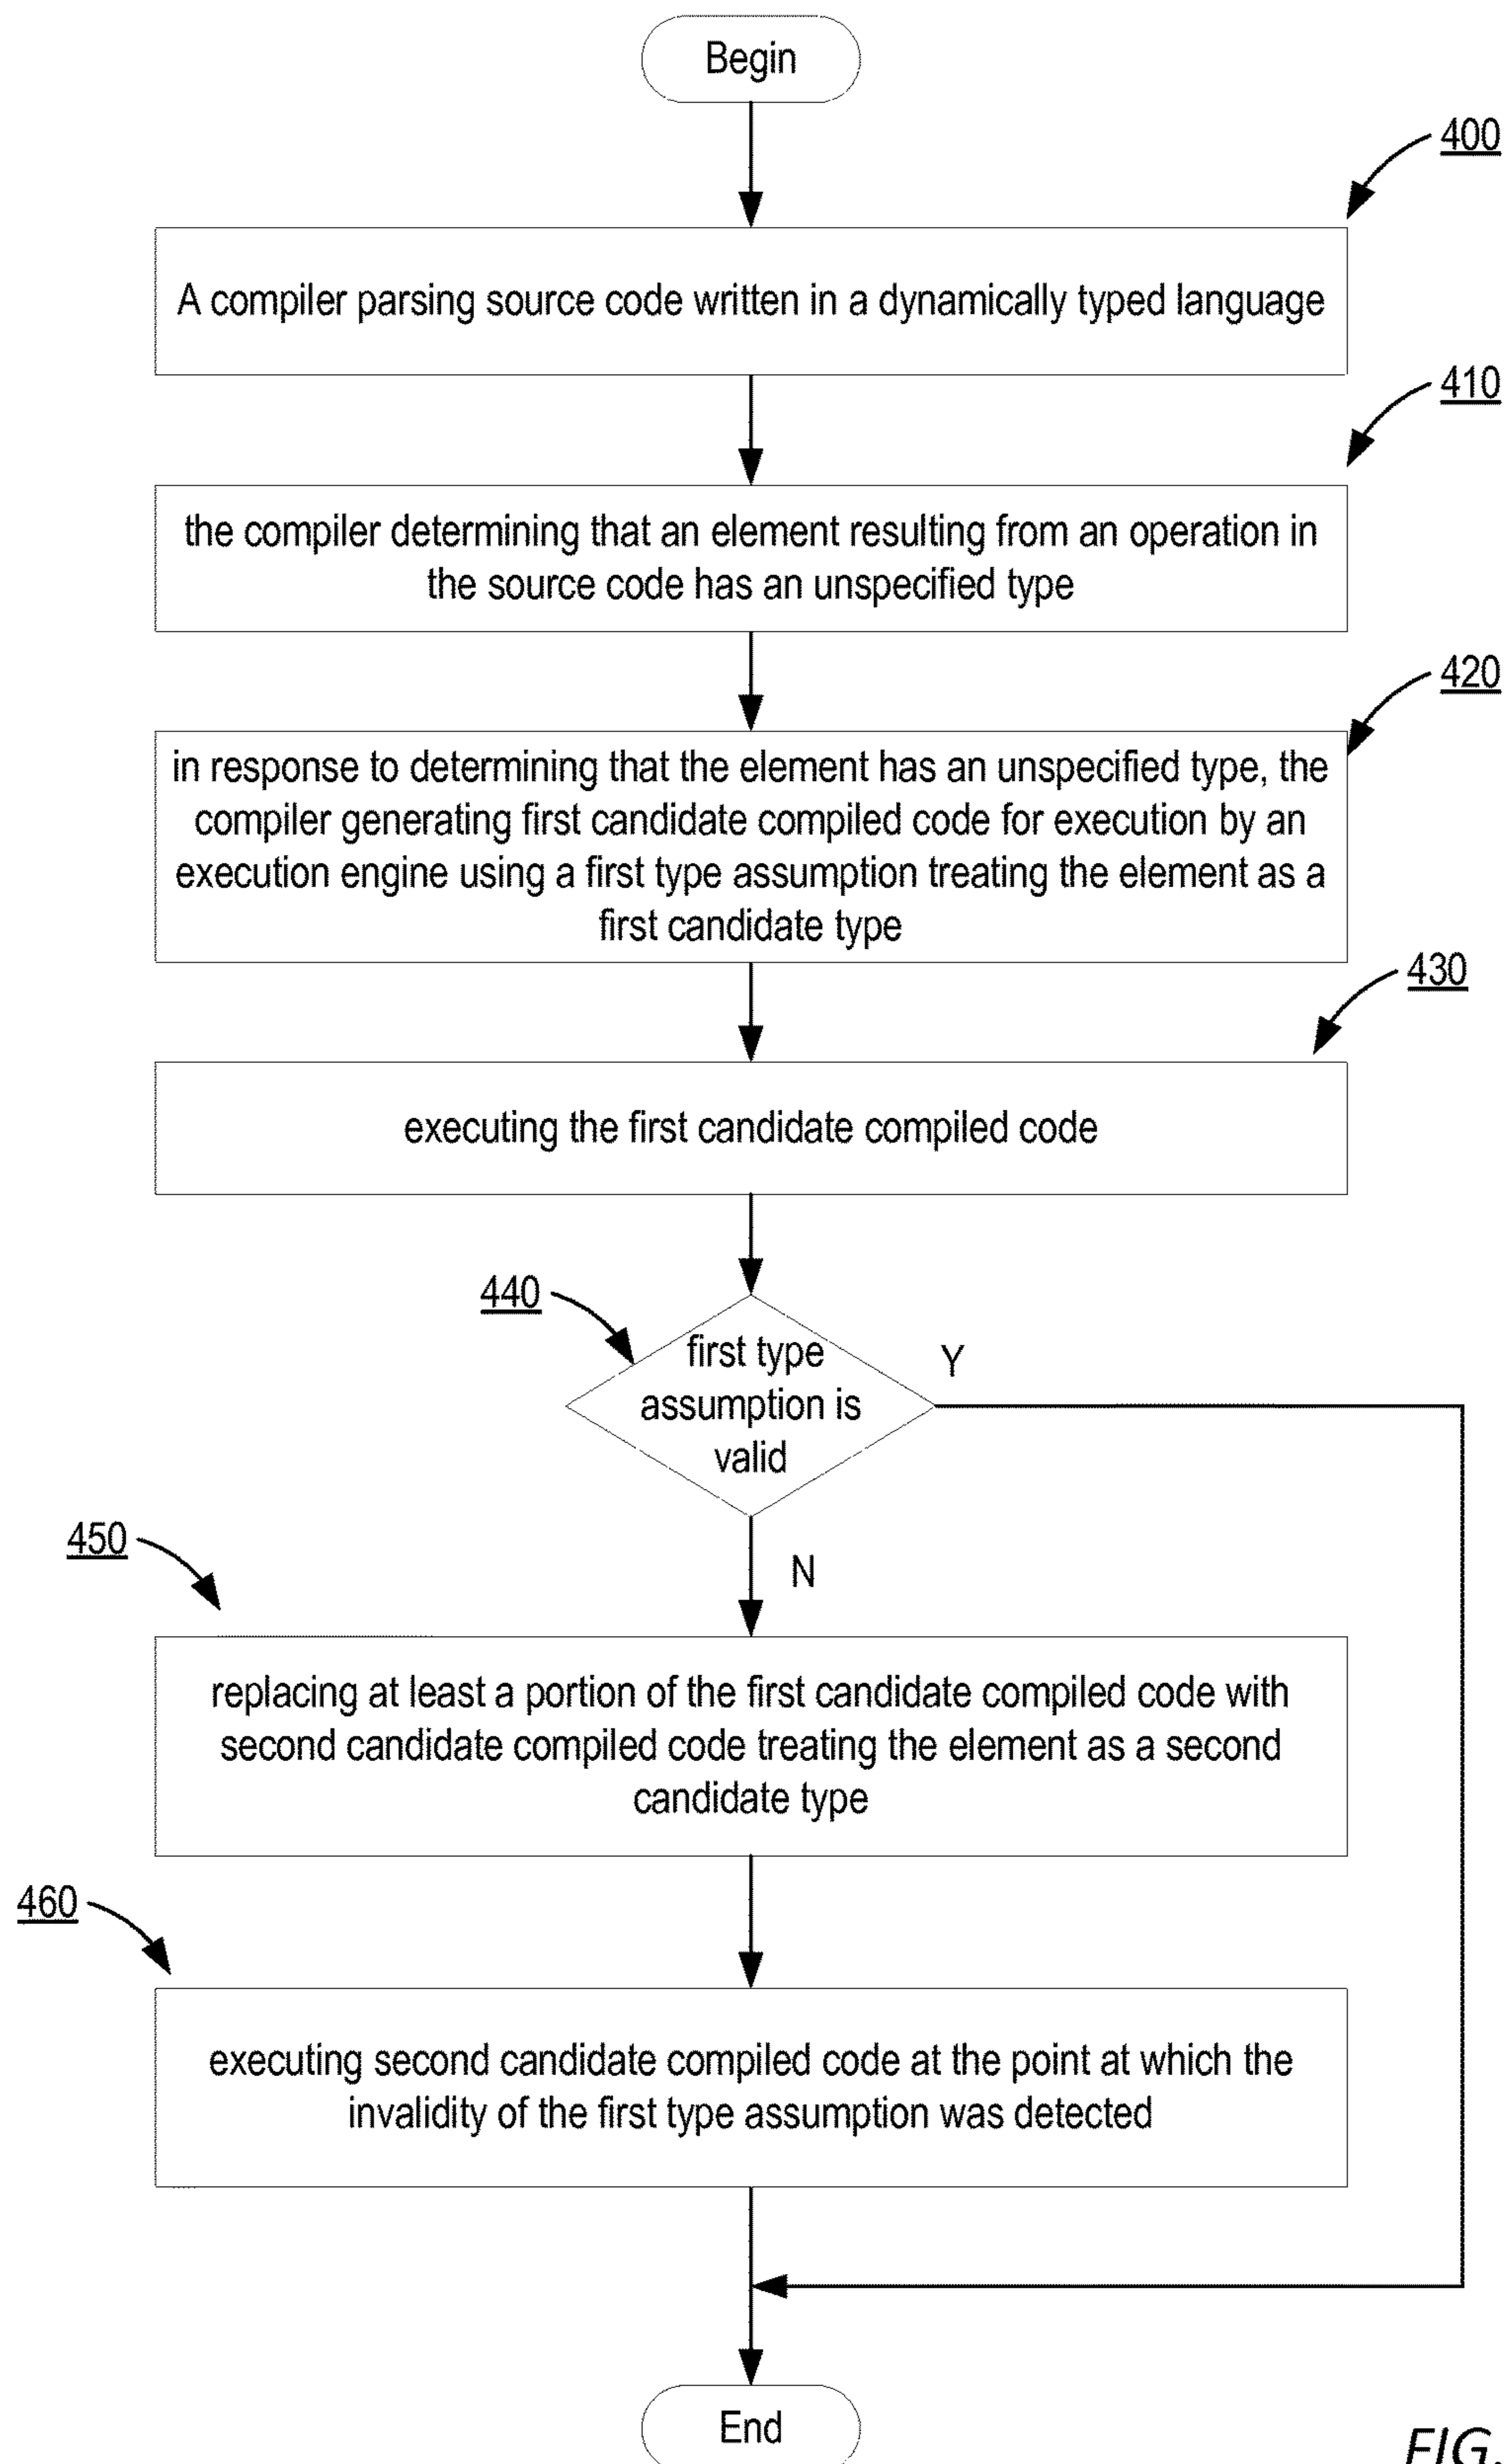 Begin
400
A compiler parsing source code written in a dynamically typed language
410
the compiler determining that an element resulting from an operation in
the source code has an unspecified type
420
in response to determining that the element has an unspecified type, the
compiler generating first candidate compiled code for execution by an
execution engine using a first type assumption treating the element as a
first candidate type
430
executing the first candidate compiled code
440
first type
assumption is
valid
Y
N
450
replacing at least a portion of the first candidate compiled code with
second candidate compiled code treating the element as a second
candidate type
460
executing second candidate compiled code at the point at which the
invalidity of the first type assumption was detected
End
FIG.